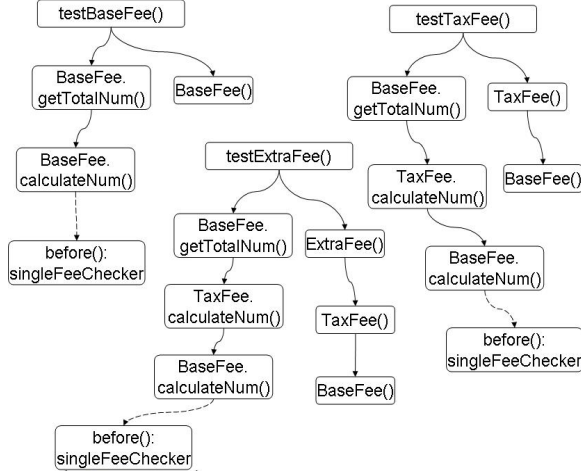 testBaseFee()
BaseFee.
getTotalNum()
BaseFee()
BaseFee.
calculateNum()
before():
singleFeeChecker
testExtraFee()
BaseFee.
getTotalNum()
ExtraFee()
TaxFee.
calculateNum()
TaxFee()
BaseFee.
calculateNum()
BaseFee()
before():
singleFeeChecker
testTaxFee()
BaseFee.
getTotalNum()
TaxFee()
TaxFee.
calculateNum()
BaseFee()
BaseFee.
calculateNum()
before():
singleFeeChecker